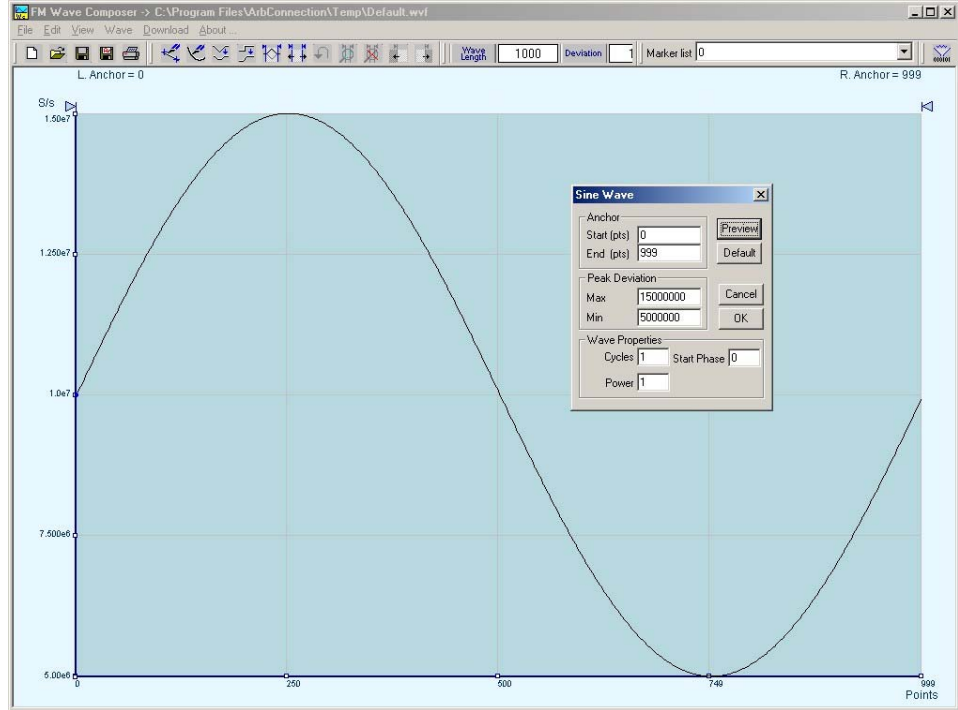 FM Wave Composer -> C:\Program Files\ArbConnection\Temp\Default.wvf
File Edit View Wave Download About ...
Wave Length 1000 Deviation 1 Marker list 0
L. Anchor = 0 R. Anchor = 999
S/s
1.50e7
1.250e7
1.0e7
7.500e6
5.00e6
0 250 500 749 999
Points
Sine Wave
Anchor
Start (pts) 0
End (pts) 999
Preview
Default
Peak Deviation
Max 15000000
Min 5000000
Cancel
OK
Wave Properties
Cycles 1 Start Phase 0
Power 1